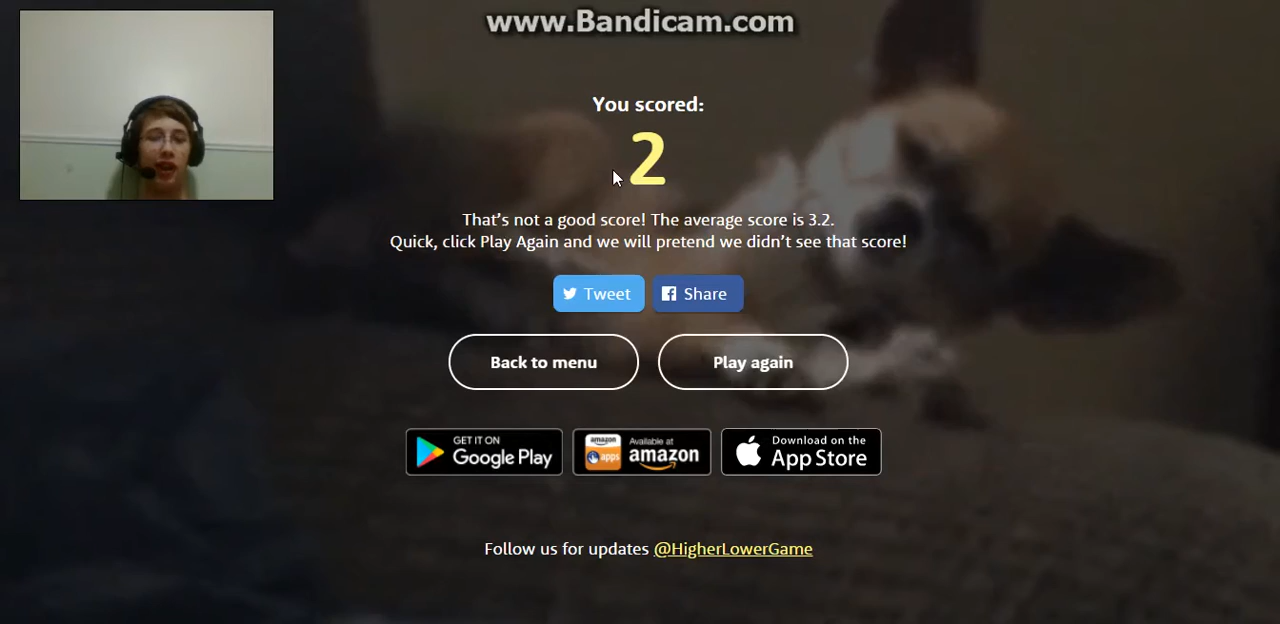 www.Bandicam.com
You scored:
2
That's not a good score! The average score is 3.2.
Quick, click Play Again and we will pretend we didn't see that score!
Tweet
Share
Back to menu
Play again
GET IT ON
Google Play
amazon
apps
Available at
amazon
Download on the
App Store
Follow us for updates @HigherLowerGame